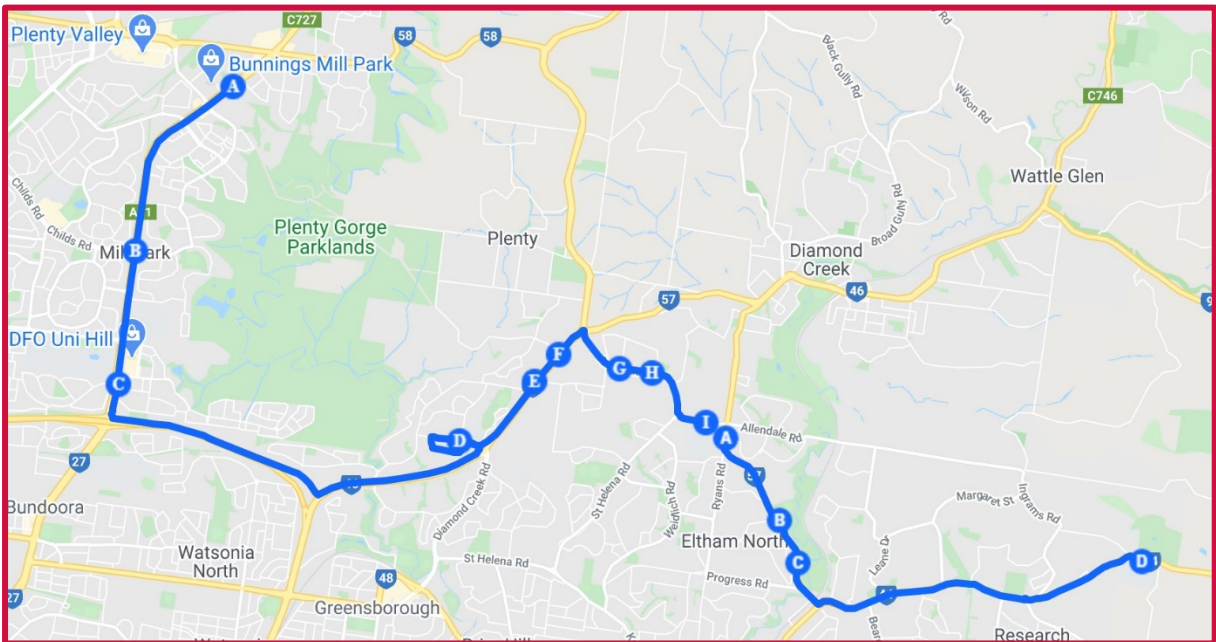 Plenty Valley
C727
58
58
Bunnings Mill Park
A
Black Gully Rd
Wilson Rd
C746
Childs Rd
Childs Rd
B
Plenty Gorge
Parklands
Plenty
Broad Gully Rd
Wattle Glen
Diamond
Creek
46
57
DFO Uni Hill
C
F
E
G
H
D
I
A
Allendale Rd
27
Bundoora
Diamond Creek Rd
St Helena Rd
Weidlich Rd
Ryans Rd
B
Eltham North
C
Margaret St
Ingrams Rd
D
Watsonia
North
St Helena Rd
Progress Rd
48
Greensborough
27
Research